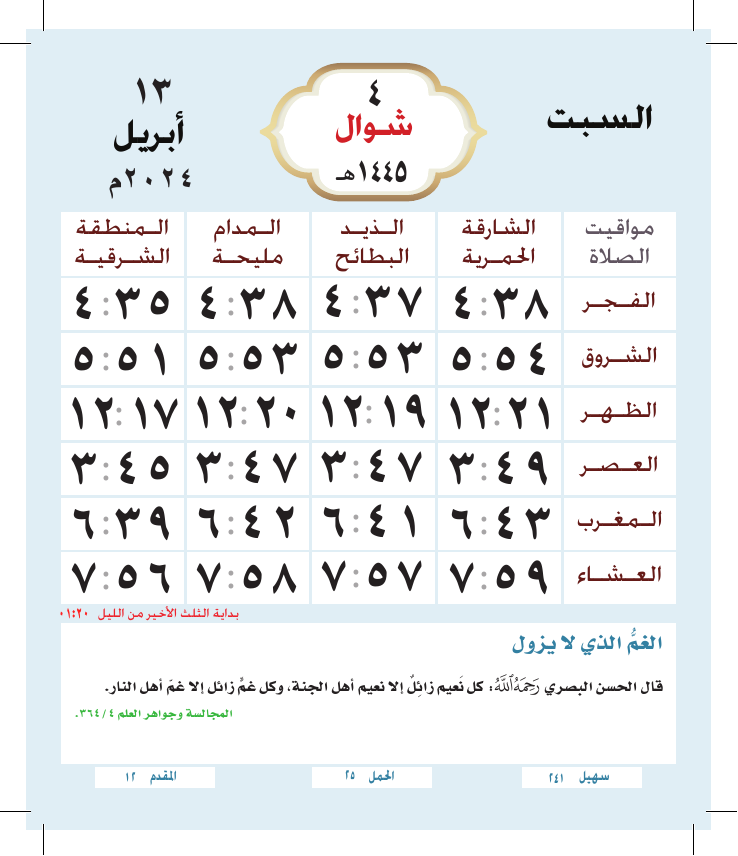 السبت
٤
شوال
١٤٤٥هـ
١٣
أبريل
٢٠٢٤م
مواقيت الصلاة
الشارقة الحمرية
الذيد البطائح
المدام مليحة
المنطقة الشرقية
الفجر ٤:٣٨ ٤:٣٧ ٤:٣٨ ٤:٣٥
الشروق ٥:٥٤ ٥:٥٣ ٥:٥٣ ٥:٥١
الظهر ١٢:٢١ ١٢:١٩ ١٢:٢٠ ١٢:١٧
العصر ٣:٤٩ ٣:٤٧ ٣:٤٧ ٣:٤٥
المغرب ٦:٤٣ ٦:٤١ ٦:٤٢ ٦:٣٩
العشاء ٧:٥٩ ٧:٥٧ ٧:٥٨ ٧:٥٦
بداية الثلث الأخير من الليل ٠١:٢٠
الغمُّ الذي لا يزول
قال الحسن البصري رَحِمَهُ ٱللَّهُ: كل نَعيم زائِلٌ إلا نعيم أهل الجنة، وكل غمٍّ زائل إلا غمّ أهل النار.
المجالسة وجواهر العلم ٤/ ٣٦٤.
سهيل ٢٤١
الحمل ٢٥
المقدم ١٢